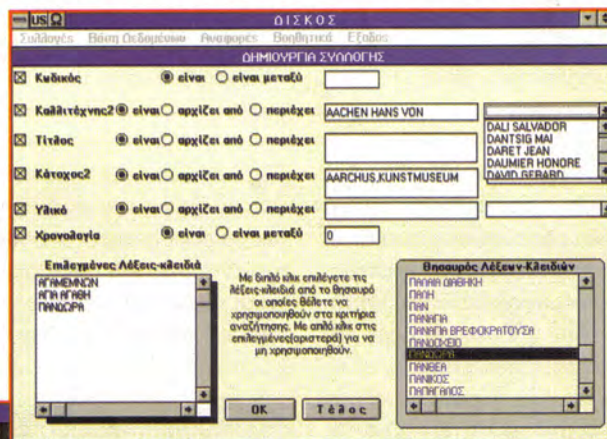 US Ω ΔΙΣΚΟΣ
Συλλογές Βάση Δεδομένων Αναφορές Βοηθητικά Εξοδος
ΔΗΜΙΟΥΡΓΙΑ ΣΥΛΛΟΓΗΣ
Κωδικός είναι είναι μεταξύ
Καλλιτέχνης2 είναι αρχίζει από περιέχει AACHEN HANS VON
DALI SALVADOR
DANTSIG MAI
DARET JEAN
DAUMIER HONORE
DAVID GERARD
Τίτλος είναι αρχίζει από περιέχει
Κάτοχος2 είναι αρχίζει από περιέχει AARCHUS,KUNSTMUSEUM
Υλικό είναι αρχίζει από περιέχει
Χρονολογία είναι είναι μεταξύ 0
Επιλεγμένες Λέξεις-κλειδιά
ΑΓΑΜΕΜΝΩΝ
ΑΓΙΑ ΑΓΑΘΗ
ΠΑΝΔΩΡΑ
Με διπλό κλικ επιλέγετε τις
λέξεις-κλειδιά από το θησαυρό
οι οποίες θέλετε να
χρησιμοποιηθούν στα κριτήρια
αναζήτησης. Με απλό κλικ στις
επιλεγμένες(αριστερά) για να
μη χρησιμοποιηθούν.
OK Τέλος
Θησαυρός Λέξεων-Κλειδιών
ΠΑΛΑΙΑ ΔΙΑΘΗΚΗ
ΠΑΛΗ
ΠΑΝ
ΠΑΝΑΓΙΑ
ΠΑΝΑΓΙΑ ΒΡΕΦΟΚΡΑΤΟΥΣΑ
ΠΑΝΔΟΧΕΙΟ
ΠΑΝΔΩΡΑ
ΠΑΝΘΕΑ
ΠΑΝΙΚΟΣ
ΠΑΠΑΓΑΛΟΣ